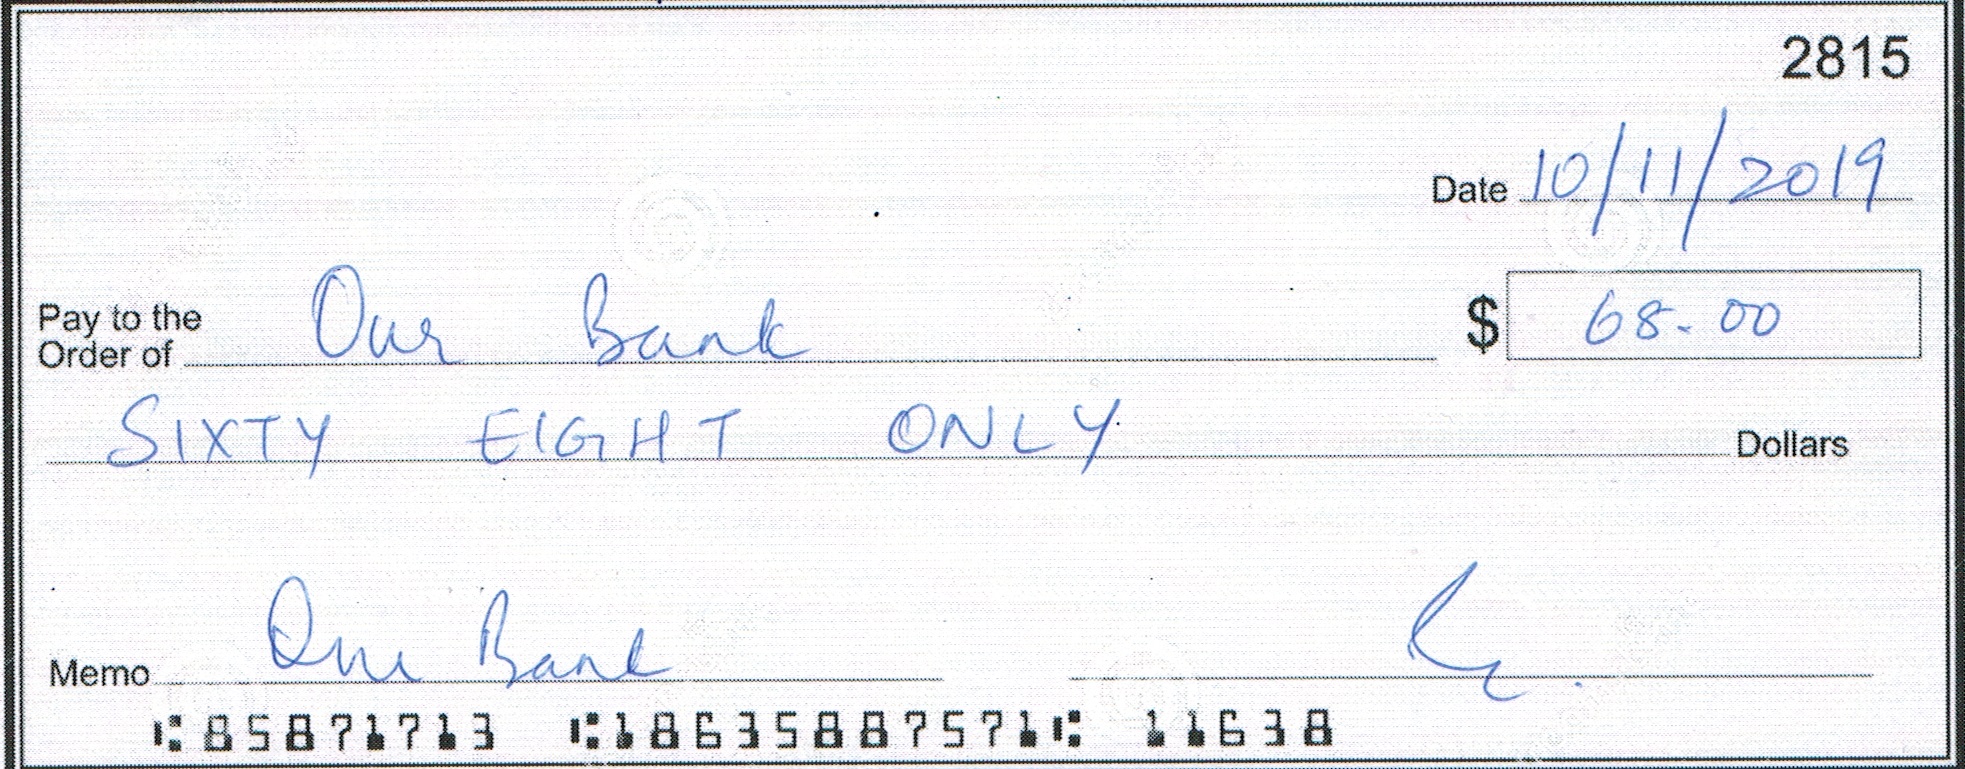 2815
Date 10/11/2019
Pay to the
Order of Our Bank $ 68.00
SIXTY EIGHT ONLY Dollars
Memo Our Bank
⑆85871713 ⑆18635887571⑆ 11638